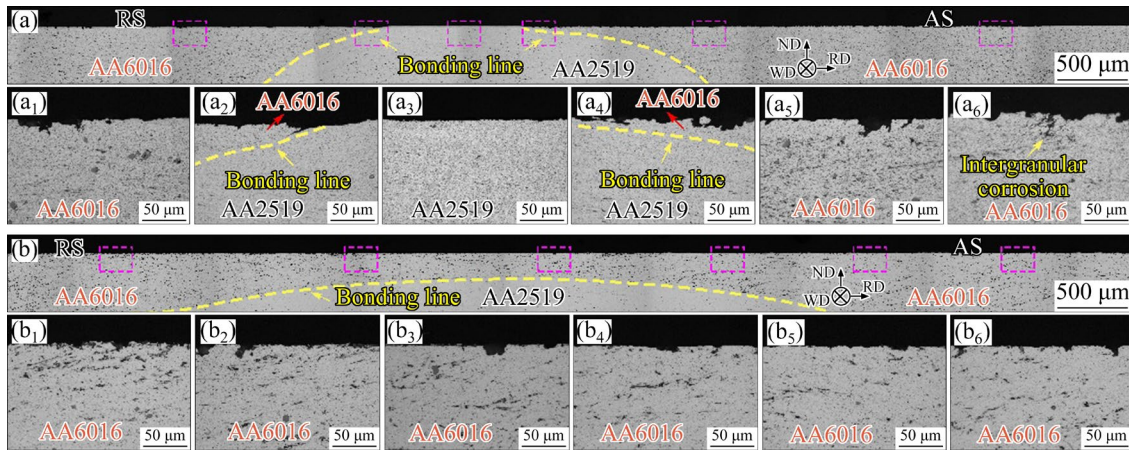 (a)
RS
AS
AA6016
Bonding line
AA2519
ND
WD
RD
AA6016
500 μm
(a1)
AA6016
50 μm
(a2)
AA6016
Bonding line
AA2519
50 μm
(a3)
AA2519
50 μm
(a4)
AA6016
Bonding line
AA2519
50 μm
(a5)
AA6016
50 μm
(a6)
Intergranular
corrosion
AA6016
50 μm
(b)
RS
AS
AA6016
Bonding line
AA2519
ND
WD
RD
AA6016
500 μm
(b1)
AA6016
50 μm
(b2)
AA6016
50 μm
(b3)
AA6016
50 μm
(b4)
AA6016
50 μm
(b5)
AA6016
50 μm
(b6)
AA6016
50 μm